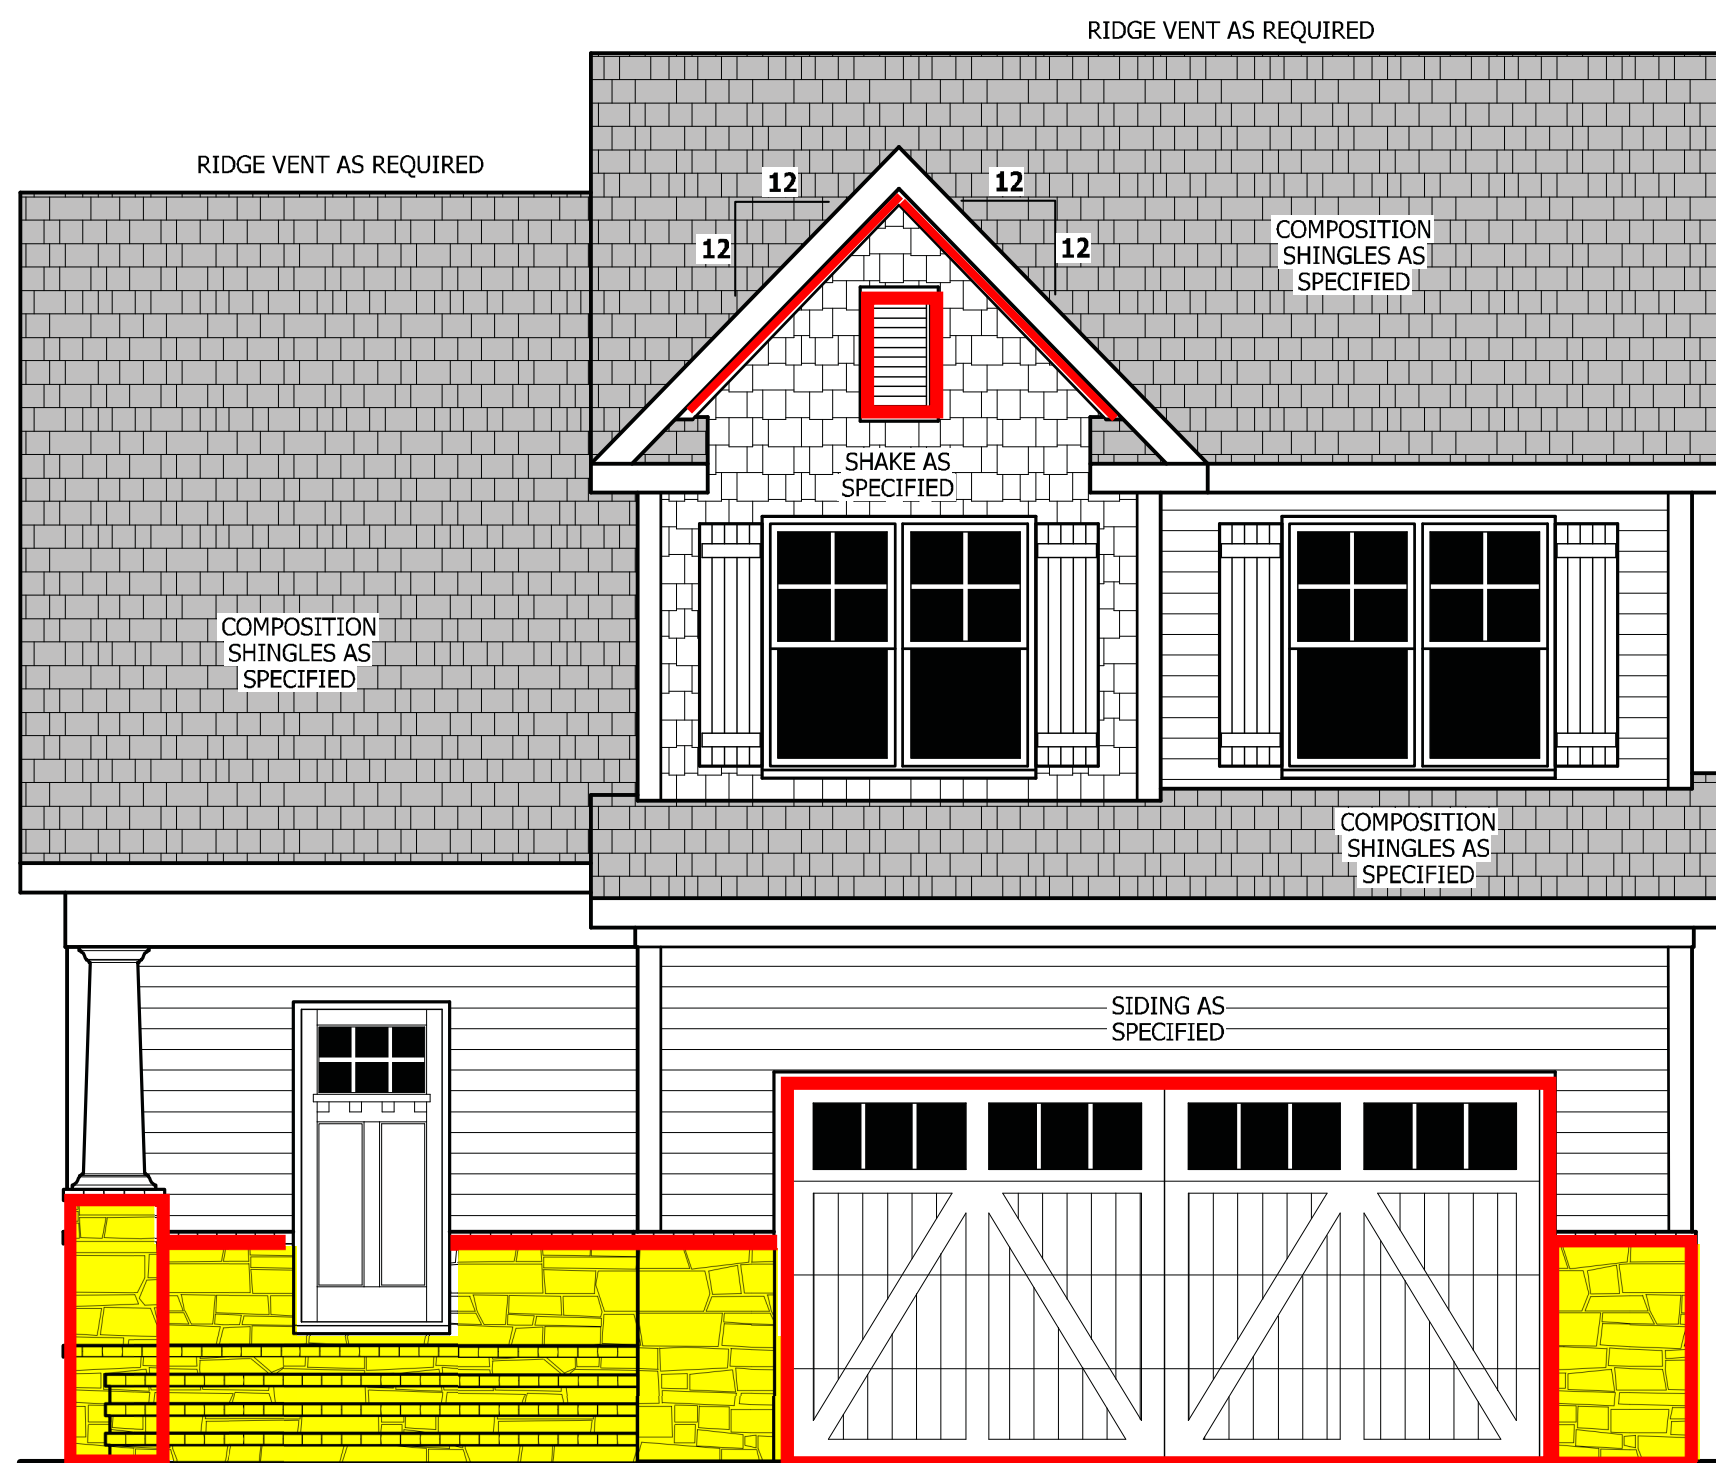 RIDGE VENT AS REQUIRED
RIDGE VENT AS REQUIRED
12
12
12
12
COMPOSITION
SHINGLES AS
SPECIFIED
SHAKE AS
SPECIFIED
COMPOSITION
SHINGLES AS
SPECIFIED
COMPOSITION
SHINGLES AS
SPECIFIED
SIDING AS
SPECIFIED